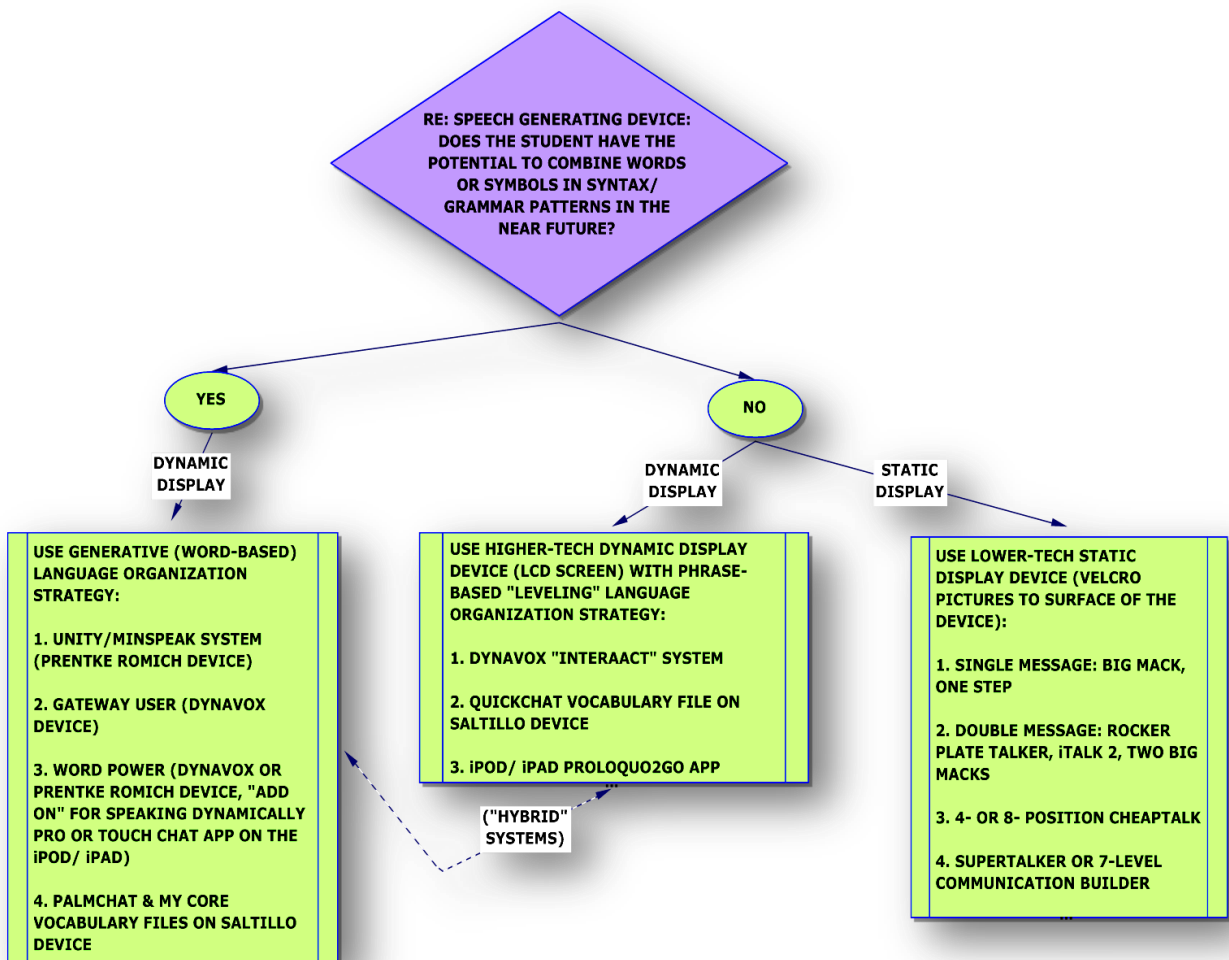 RE: SPEECH GENERATING DEVICE:
DOES THE STUDENT HAVE THE
POTENTIAL TO COMBINE WORDS
OR SYMBOLS IN SYNTAX/
GRAMMAR PATTERNS IN THE
NEAR FUTURE?
YES
NO
DYNAMIC
DISPLAY
DYNAMIC
DISPLAY
STATIC
DISPLAY
USE GENERATIVE (WORD-BASED)
LANGUAGE ORGANIZATION
STRATEGY:
1. UNITY/MINSPEAK SYSTEM
(PRENTKE ROMICH DEVICE)
2. GATEWAY USER (DYNAVOX
DEVICE)
3. WORD POWER (DYNAVOX OR
PRENTKE ROMICH DEVICE, "ADD
ON" FOR SPEAKING DYNAMICALLY
PRO OR TOUCH CHAT APP ON THE
iPOD/ iPAD)
4. PALMCHAT & MY CORE
VOCABULARY FILES ON SALTILLO
DEVICE
USE HIGHER-TECH DYNAMIC DISPLAY
DEVICE (LCD SCREEN) WITH PHRASE-
BASED "LEVELING" LANGUAGE
ORGANIZATION STRATEGY:
1. DYNAVOX "INTERAACT" SYSTEM
2. QUICKCHAT VOCABULARY FILE ON
SALTILLO DEVICE
3. iPOD/ iPAD PROLOQUO2GO APP
...
("HYBRID"
SYSTEMS)
USE LOWER-TECH STATIC
DISPLAY DEVICE (VELCRO
PICTURES TO SURFACE OF THE
DEVICE):
1. SINGLE MESSAGE: BIG MACK,
ONE STEP
2. DOUBLE MESSAGE: ROCKER
PLATE TALKER, iTALK 2, TWO BIG
MACKS
3. 4- OR 8- POSITION CHEAPTALK
4. SUPERTALKER OR 7-LEVEL
COMMUNICATION BUILDER
...